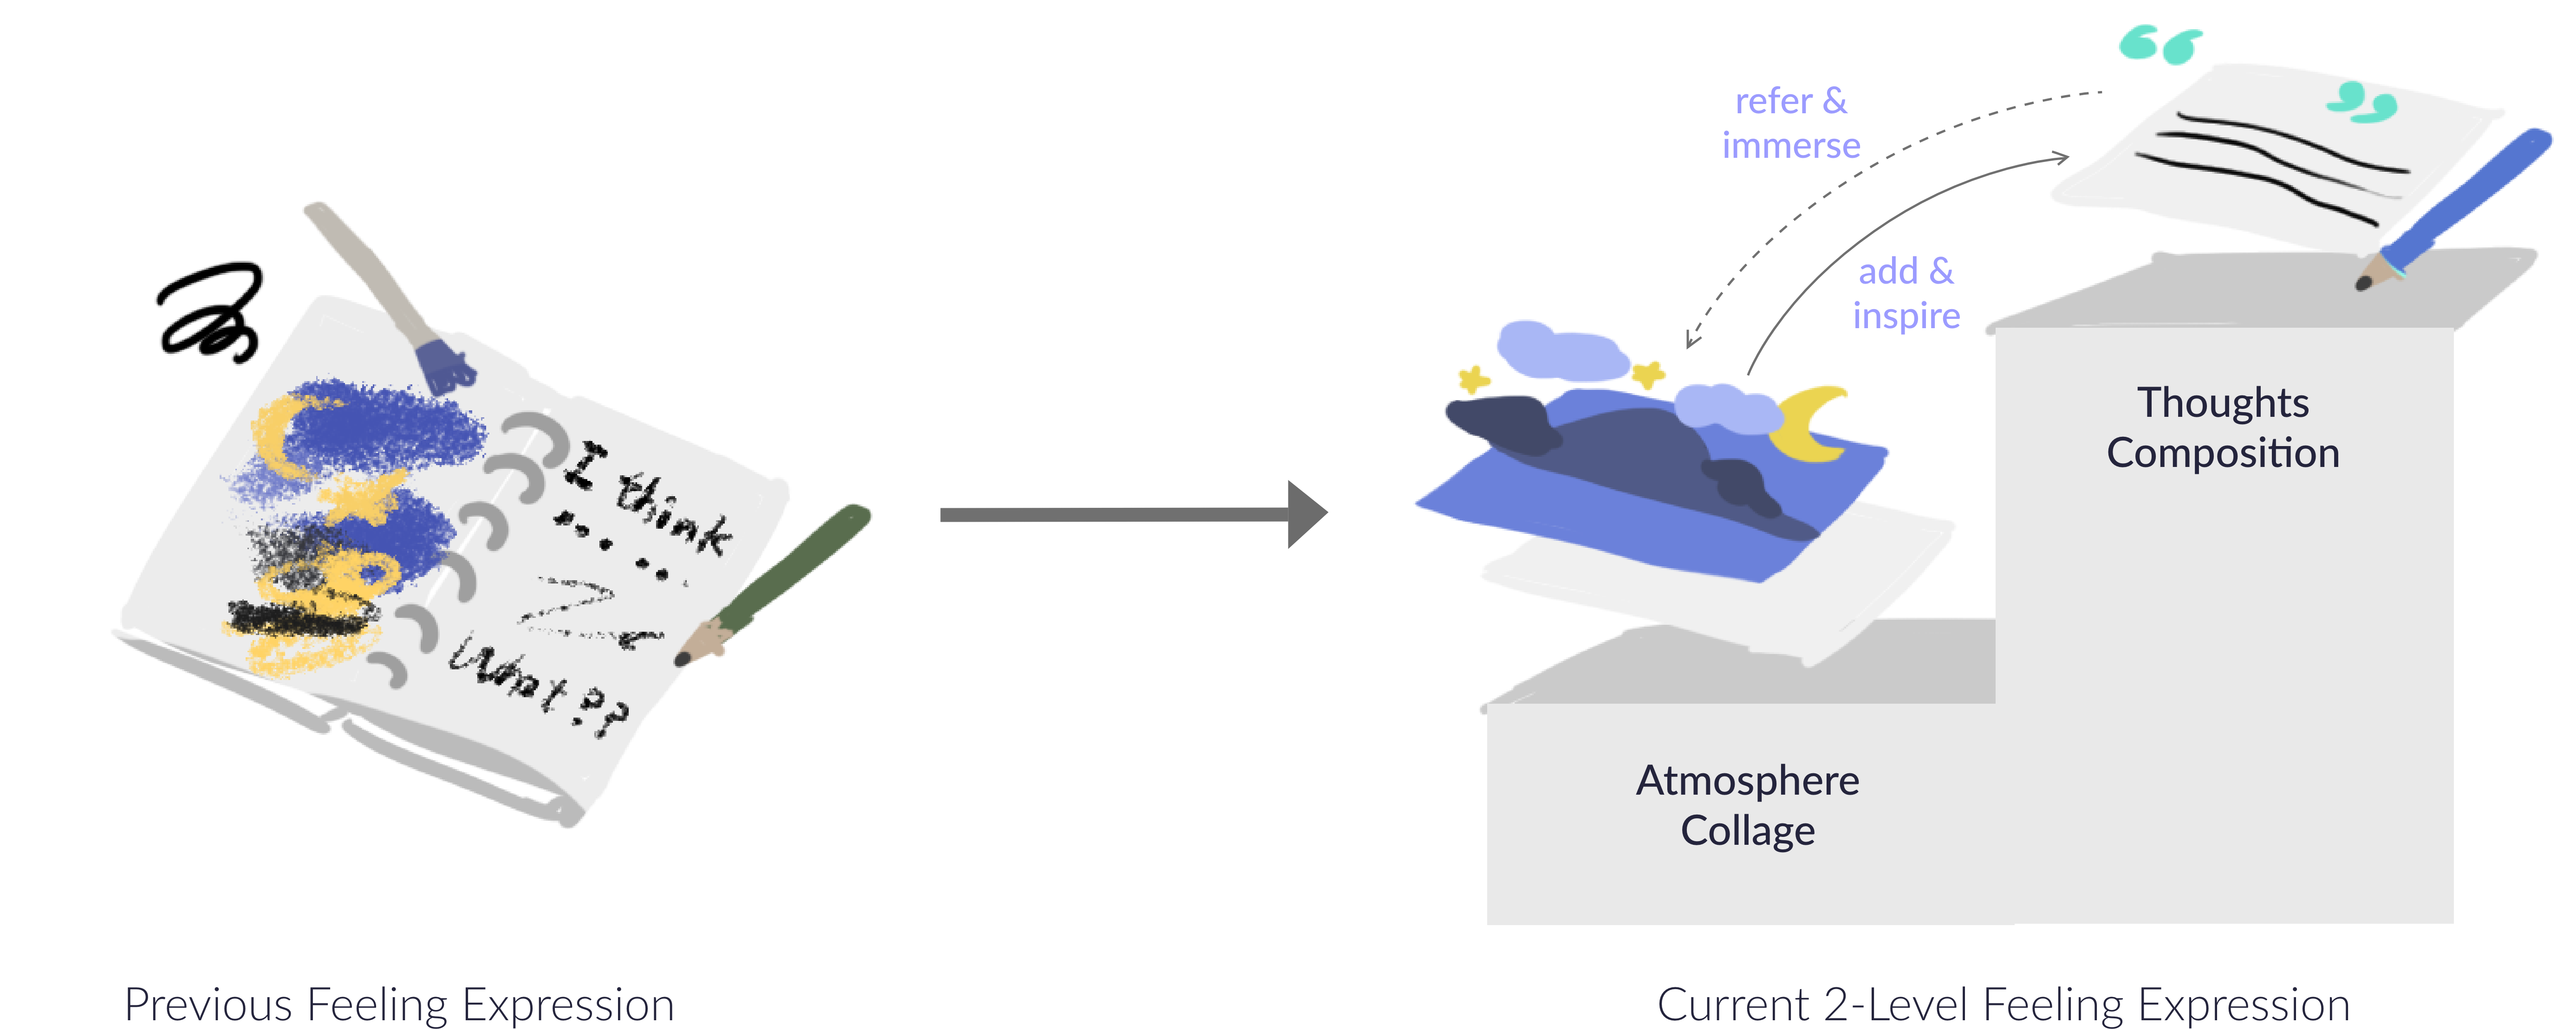 I think
....
What??
Previous Feeling Expression
refer &
immerse
add &
inspire
“
”
Thoughts
Composition
Atmosphere
Collage
Current 2-Level Feeling Expression